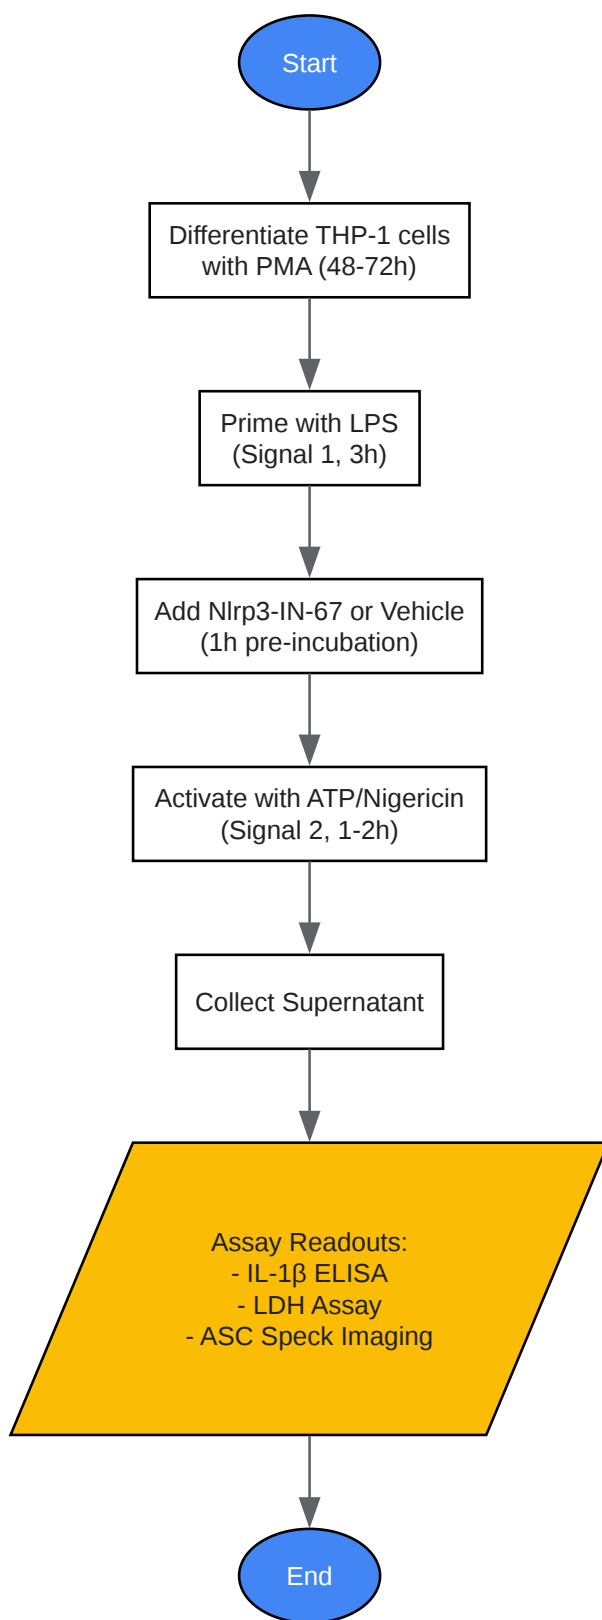 Start
Differentiate THP-1 cells
with PMA (48-72h)
Prime with LPS
(Signal 1, 3h)
Add Nlrp3-IN-67 or Vehicle
(1h pre-incubation)
Activate with ATP/Nigericin
(Signal 2, 1-2h)
Collect Supernatant
Assay Readouts:
- IL-1β ELISA
- LDH Assay
- ASC Speck Imaging
End